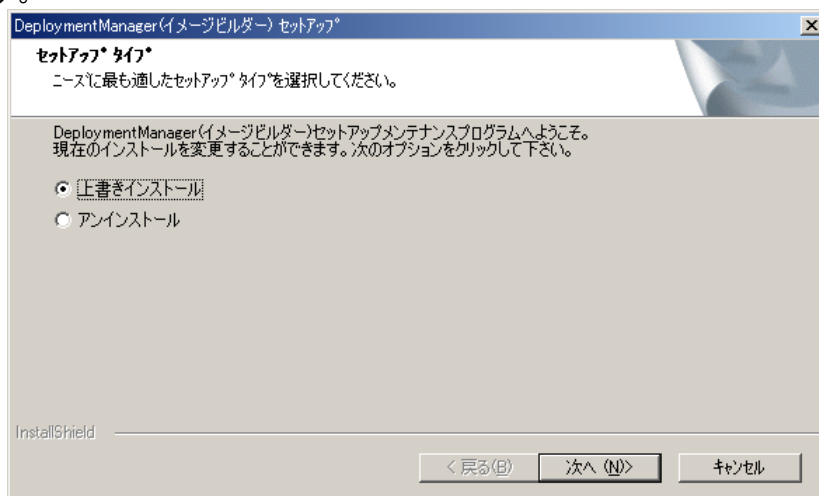 DeploymentManager(イメージビルダー) セットアップ
セットアップ タイプ
ニーズに最も適したセットアップ タイプを選択してください。
DeploymentManager(イメージビルダー)セットアップメンテナンスプログラムへようこそ。
現在のインストールを変更することができます。次のオプションをクリックして下さい。
上書きインストール
アンインストール
InstallShield
< 戻る(B)
次へ (N)>
キャンセル